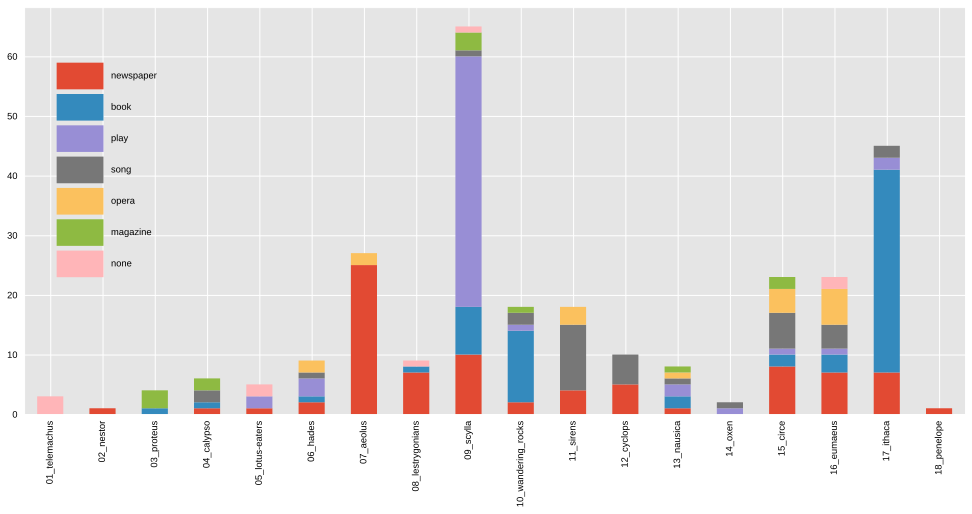 60
50
40
30
20
10
0
newspaper
book
play
song
opera
magazine
none
01_telemachus
02_nestor
03_proteus
04_calypso
05_lotus-eaters
06_hades
07_aeolus
08_lestrygonians
09_scylla
10_wandering_rocks
11_sirens
12_cyclops
13_nausica
14_oxen
15_circe
16_eumaeus
17_ithaca
18_penelope